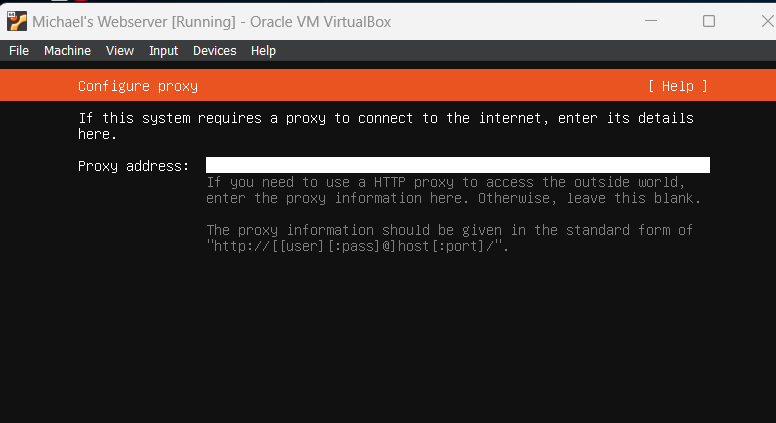 Michael's Webserver [Running] - Oracle VM VirtualBox
File Machine View Input Devices Help
Configure proxy [ Help ]
If this system requires a proxy to connect to the internet, enter its details
here.
Proxy address:
If you need to use a HTTP proxy to access the outside world,
enter the proxy information here. Otherwise, leave this blank.
The proxy information should be given in the standard form of
"http://[[user][:pass]@]host[:port]/".